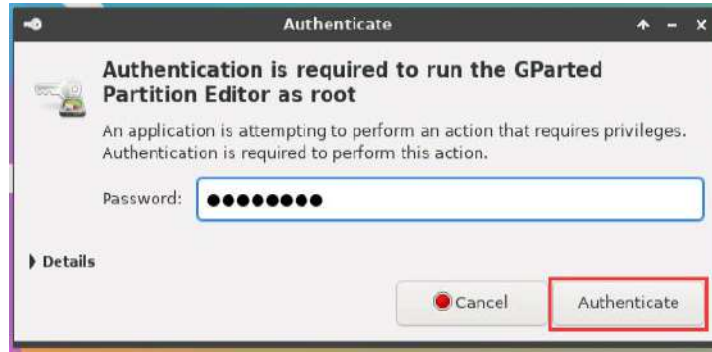 Authenticate
Authentication is required to run the GParted
Partition Editor as root
An application is attempting to perform an action that requires privileges.
Authentication is required to perform this action.
Password: ●●●●●●●●
Details
Cancel Authenticate